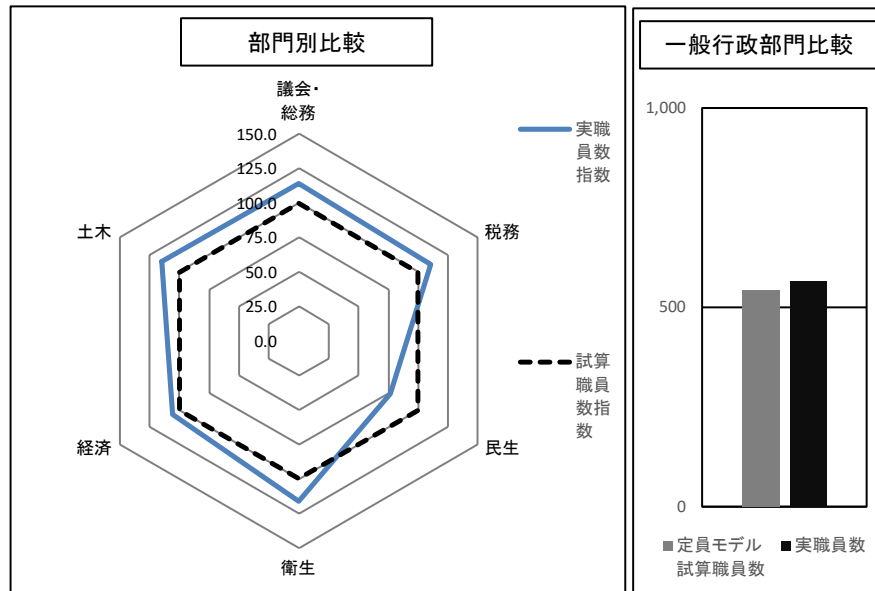 部門別比較
議会・
総務
150.0
125.0
100.0
75.0
50.0
25.0
0.0
税務
民生
衛生
経済
土木
実職
員数
指数
試算
職員
数指
数
一般行政部門比較
1,000
500
0
定員モデル
試算職員数
実職員数